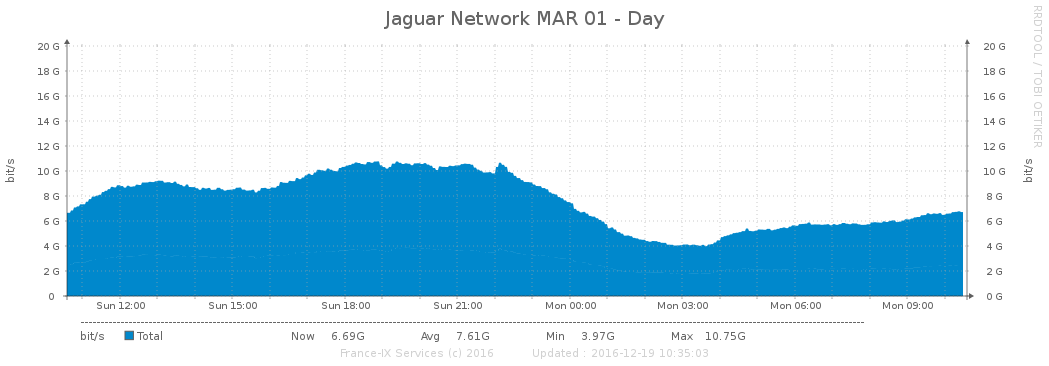 Jaguar Network MAR 01 - Day
RRDTOOL / TOBI OETIKER
bit/s
20 G 20 G
18 G 18 G
16 G 16 G
14 G 14 G
12 G 12 G
10 G 10 G
8 G 8 G
6 G 6 G
4 G 4 G
2 G 2 G
0 0 G
bit/s
Sun 12:00 Sun 15:00 Sun 18:00 Sun 21:00 Mon 00:00 Mon 03:00 Mon 06:00 Mon 09:00
bit/s Total Now 6.69G Avg 7.61G Min 3.97G Max 10.75G
France-IX Services (c) 2016 Updated : 2016-12-19 10:35:03